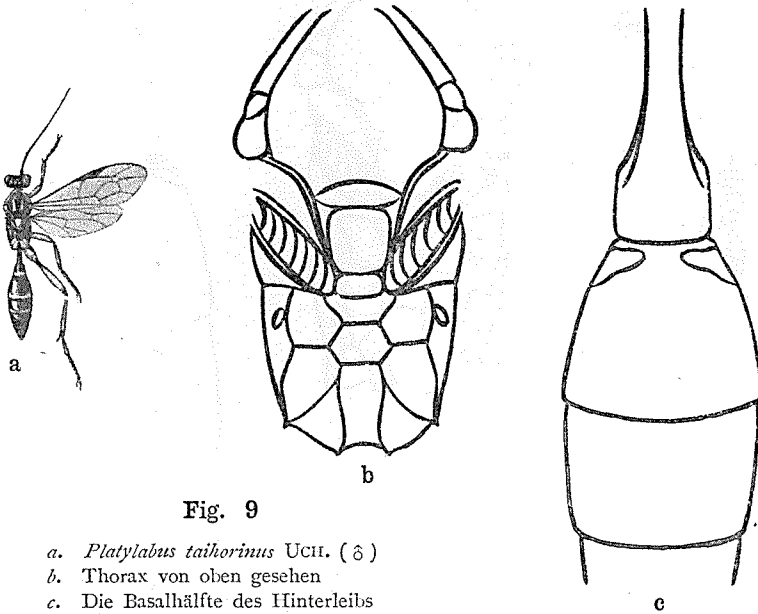 a
b
c
Fig. 9
a. Platylabus taihorinus UCH. (♂)
b. Thorax von oben gesehen
c. Die Basalhälfte des Hinterleibs